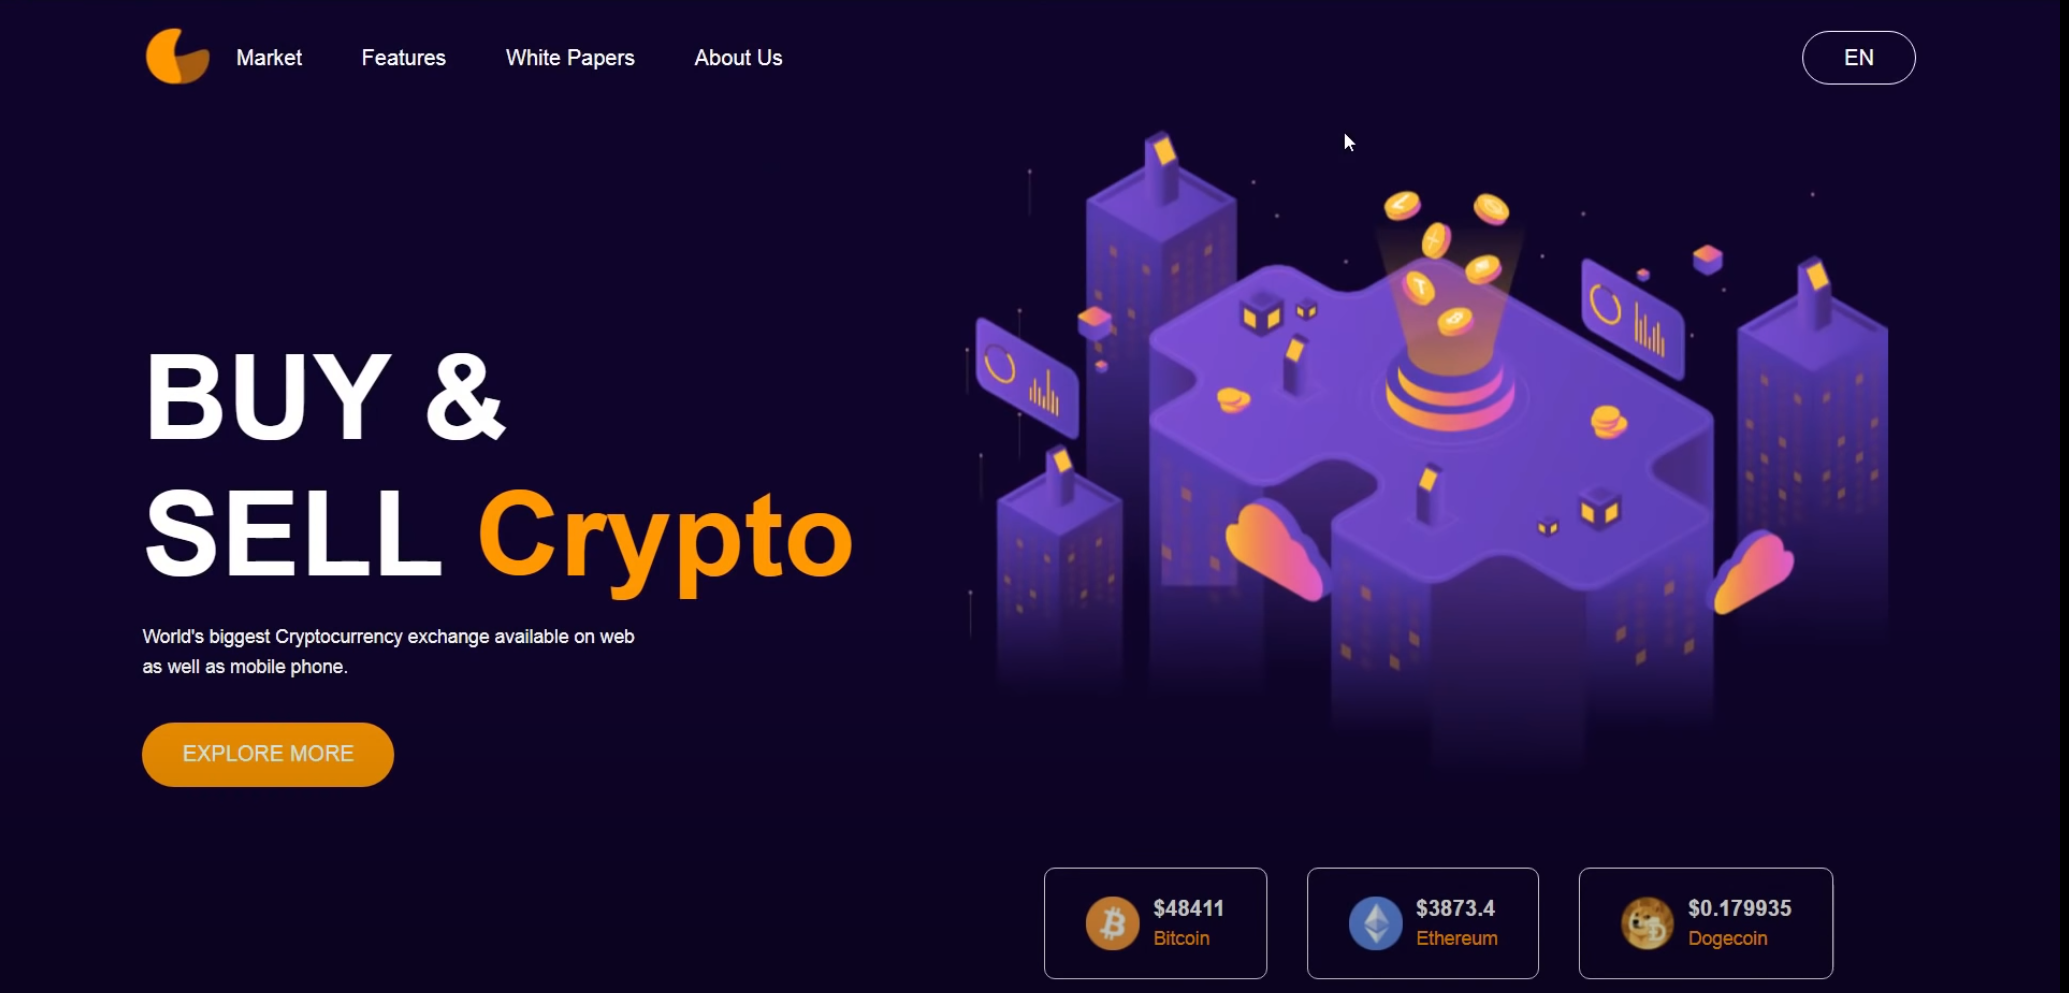 Market
Features
White Papers
About Us
EN
BUY &
SELL Crypto
World's biggest Cryptocurrency exchange available on web
as well as mobile phone.
EXPLORE MORE
$48411
Bitcoin
$3873.4
Ethereum
$0.179935
Dogecoin